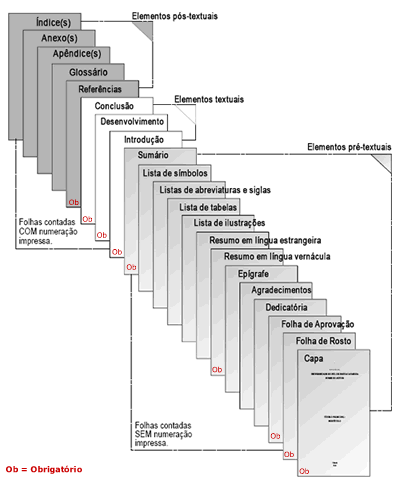 Elementos pós-textuais
Índice(s)
Anexo(s)
Apêndice(s)
Glossário
Referências
Elementos textuais
Conclusão
Desenvolvimento
Introdução
Elementos pré-textuais
Sumário
Lista de símbolos
Listas de abreviaturas e siglas
Lista de tabelas
Lista de ilustrações
Resumo em língua estrangeira
Resumo em língua vernácula
Epígrafe
Agradecimentos
Dedicatória
Folha de Aprovação
Folha de Rosto
Capa
Ob
Ob
Ob
Ob
Ob
Ob
Ob
Ob
Ob
Folhas contadas
COM numeração
impressa.
Folhas contadas
SEM numeração
impressa.
Ob = Obrigatório